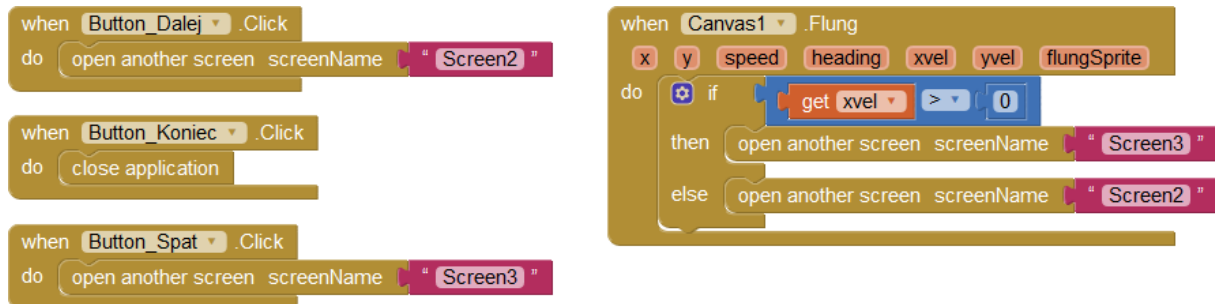 when Button_Dalej .Click
do open another screen screenName " Screen2 "
when Button_Koniec .Click
do close application
when Button_Spat .Click
do open another screen screenName " Screen3 "
when Canvas1 .Flung
x y speed heading xvel yvel flungSprite
do if get xvel > 0
then open another screen screenName " Screen3 "
else open another screen screenName " Screen2 "